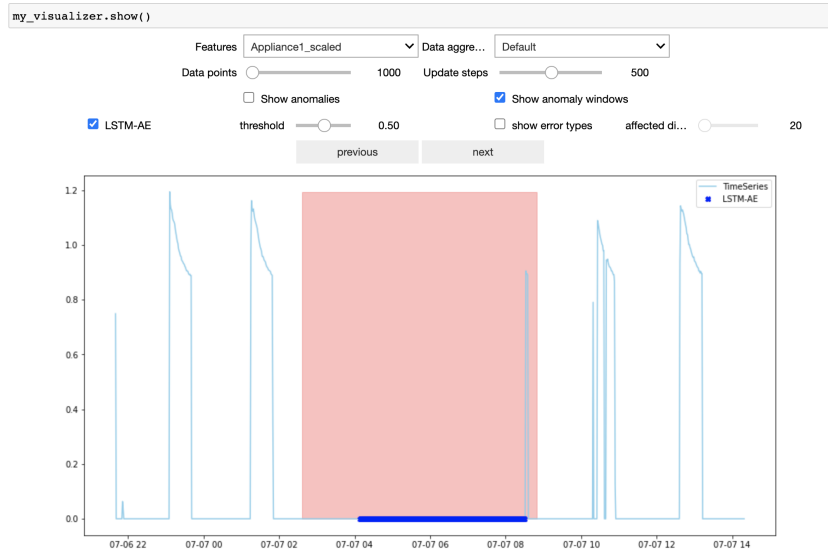 my_visualizer.show()
Features Appliance1_scaled Data aggre... Default
Data points 1000 Update steps 500
Show anomalies Show anomaly windows
LSTM-AE threshold 0.50 show error types affected di... 20
previous next
TimeSeries
LSTM-AE
1.2
1.0
0.8
0.6
0.4
0.2
0.0
07-06 22 07-07 00 07-07 02 07-07 04 07-07 06 07-07 08 07-07 10 07-07 12 07-07 14